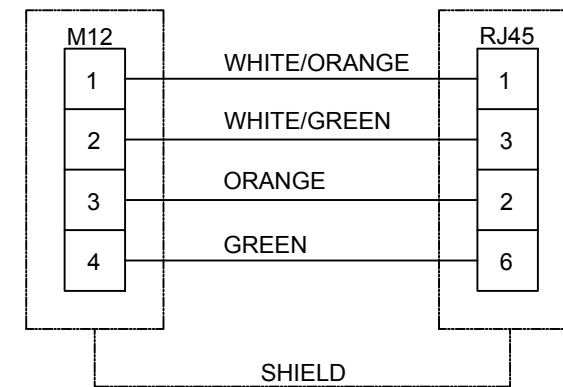 M12 RJ45
1 WHITE/ORANGE 1
2 WHITE/GREEN 3
3 ORANGE 2
4 GREEN 6
SHIELD